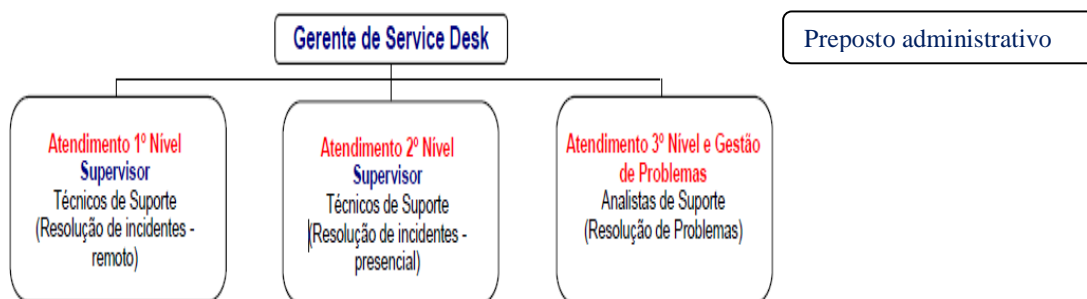 Gerente de Service Desk
Preposto administrativo
Atendimento 1º Nível
Supervisor
Técnicos de Suporte
(Resolução de incidentes -
remoto)
Atendimento 2º Nível
Supervisor
Técnicos de Suporte
(Resolução de incidentes -
presencial)
Atendimento 3º Nível e Gestão
de Problemas
Analistas de Suporte
(Resolução de Problemas)